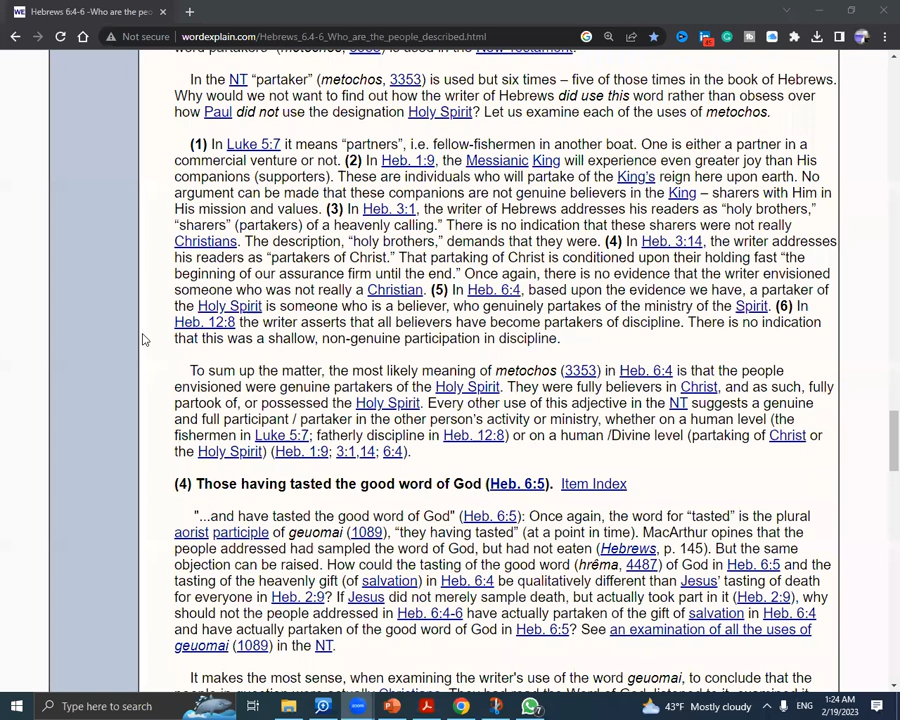 Hebrews 6:4-6 - Who are the peo
Not secure wordexplain.com/Hebrews_6.4-6_Who_are_the_people_described.html
In the NT “partaker” (metochos, 3353) is used but six times – five of those times in the book of Hebrews.
Why would we not want to find out how the writer of Hebrews did use this word rather than obsess over
how Paul did not use the designation Holy Spirit? Let us examine each of the uses of metochos.
(1) In Luke 5:7 it means “partners”, i.e. fellow-fishermen in another boat. One is either a partner in a
commercial venture or not. (2) In Heb. 1:9, the Messianic King will experience even greater joy than His
companions (supporters). These are individuals who will partake of the King's reign here upon earth. No
argument can be made that these companions are not genuine believers in the King – sharers with Him in
His mission and values. (3) In Heb. 3:1, the writer of Hebrews addresses his readers as “holy brothers,”
“sharers” (partakers) of a heavenly calling.” There is no indication that these sharers were not really
Christians. The description, “holy brothers,” demands that they were. (4) In Heb. 3:14, the writer addresses
his readers as “partakers of Christ.” That partaking of Christ is conditioned upon their holding fast “the
beginning of our assurance firm until the end.” Once again, there is no evidence that the writer envisioned
someone who was not really a Christian. (5) In Heb. 6:4, based upon the evidence we have, a partaker of
the Holy Spirit is someone who is a believer, who genuinely partakes of the ministry of the Spirit. (6) In
Heb. 12:8 the writer asserts that all believers have become partakers of discipline. There is no indication
that this was a shallow, non-genuine participation in discipline.
To sum up the matter, the most likely meaning of metochos (3353) in Heb. 6:4 is that the people
envisioned were genuine partakers of the Holy Spirit. They were fully believers in Christ, and as such, fully
partook of, or possessed the Holy Spirit. Every other use of this adjective in the NT suggests a genuine
and full participant / partaker in the other person's activity or ministry, whether on a human level (the
fishermen in Luke 5:7; fatherly discipline in Heb. 12:8) or on a human /Divine level (partaking of Christ or
the Holy Spirit) (Heb. 1:9; 3:1,14; 6:4).
(4) Those having tasted the good word of God (Heb. 6:5). Item Index
"...and have tasted the good word of God" (Heb. 6:5): Once again, the word for “tasted” is the plural
aorist participle of geuomai (1089), “they having tasted” (at a point in time). MacArthur opines that the
people addressed had sampled the word of God, but had not eaten (Hebrews, p. 145). But the same
objection can be raised. How could the tasting of the good word (hrêma, 4487) of God in Heb. 6:5 and the
tasting of the heavenly gift (of salvation) in Heb. 6:4 be qualitatively different than Jesus' tasting of death
for everyone in Heb. 2:9? If Jesus did not merely sample death, but actually took part in it (Heb. 2:9), why
should not the people addressed in Heb. 6:4-6 have actually partaken of the gift of salvation in Heb. 6:4
and have actually partaken of the good word of God in Heb. 6:5? See an examination of all the uses of
geuomai (1089) in the NT.
It makes the most sense, when examining the writer's use of the word geuomai, to conclude that the
Type here to search
43°F Mostly cloudy
ENG
1:24 AM
2/19/2023